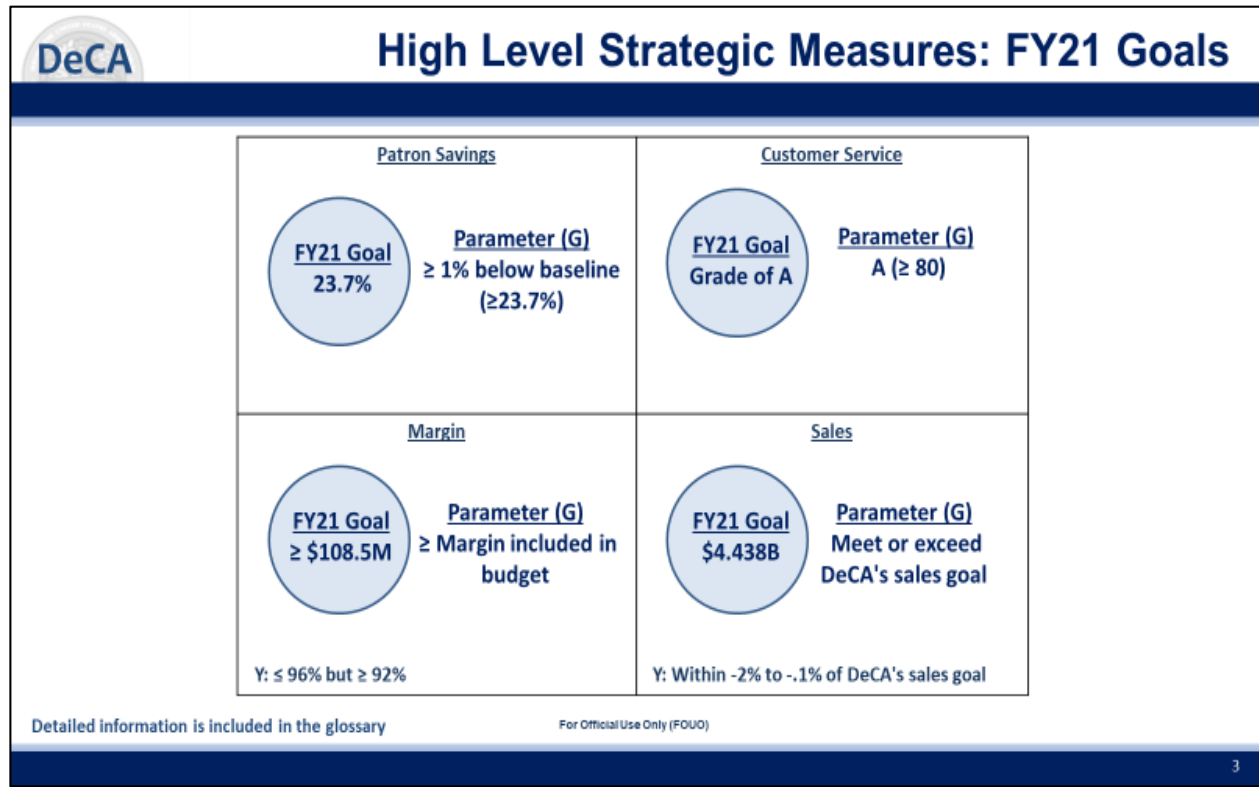 DeCA
High Level Strategic Measures: FY21 Goals
Patron Savings
FY21 Goal
23.7%
Parameter (G)
≥ 1% below baseline
(≥23.7%)
Customer Service
FY21 Goal
Grade of A
Parameter (G)
A (≥ 80)
Margin
FY21 Goal
≥ $108.5M
Parameter (G)
≥ Margin included in
budget
Y: ≤ 96% but ≥ 92%
Sales
FY21 Goal
$4.438B
Parameter (G)
Meet or exceed
DeCA's sales goal
Y: Within -2% to -.1% of DeCA's sales goal
Detailed information is included in the glossary
For Official Use Only (FOUO)
3